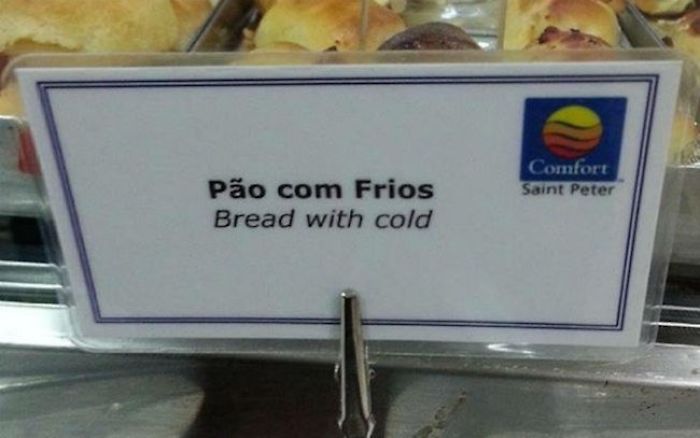 Pão com Frios
Bread with cold
Comfort
Saint Peter